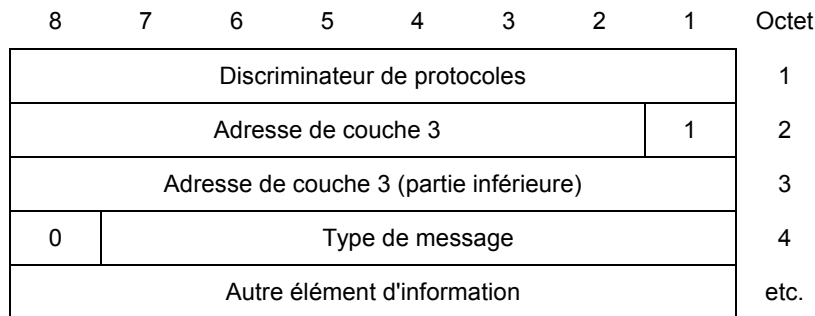 8 7 6 5 4 3 2 1 Octet
Discriminateur de protocoles 1
Adresse de couche 3 1 2
Adresse de couche 3 (partie inférieure) 3
0 Type de message 4
Autre élément d'information etc.